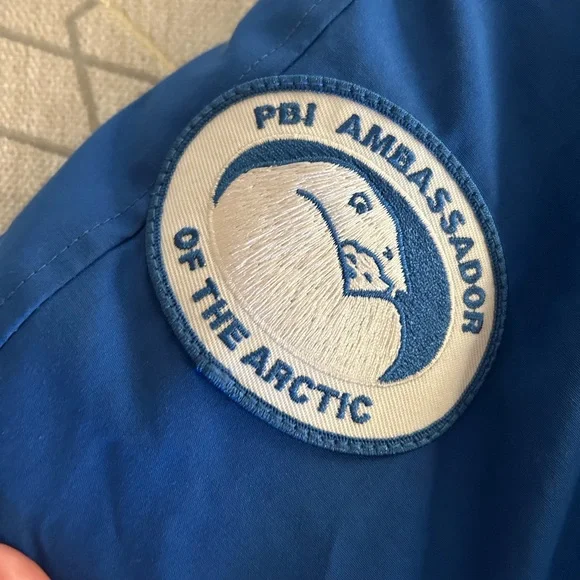 PBI AMBASSADOR
OF THE ARCTIC